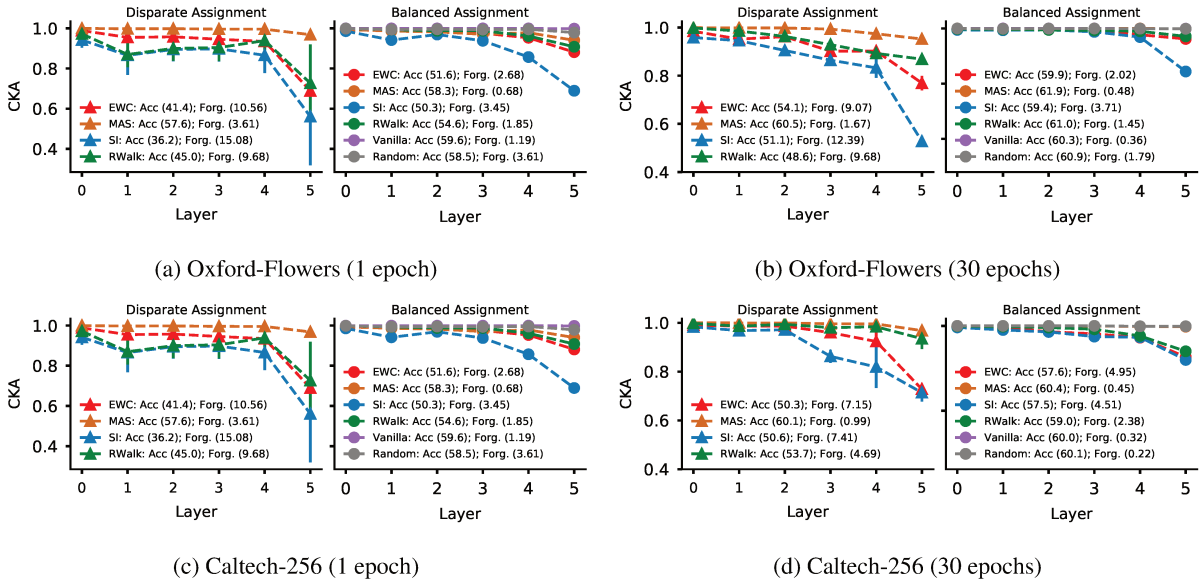 Disparate Assignment
CKA
1.0
0.8
0.6
0.4
EWC: Acc (41.4); Forg. (10.56)
MAS: Acc (57.6); Forg. (3.61)
SI: Acc (36.2); Forg. (15.08)
RWalk: Acc (45.0); Forg. (9.68)
0 1 2 3 4 5
Layer
Balanced Assignment
EWC: Acc (51.6); Forg. (2.68)
MAS: Acc (58.3); Forg. (0.68)
SI: Acc (50.3); Forg. (3.45)
RWalk: Acc (54.6); Forg. (1.85)
Vanilla: Acc (59.6); Forg. (1.19)
Random: Acc (58.5); Forg. (3.61)
0 1 2 3 4 5
Layer
(a) Oxford-Flowers (1 epoch)
Disparate Assignment
CKA
1.0
0.8
0.6
0.4
EWC: Acc (54.1); Forg. (9.07)
MAS: Acc (60.5); Forg. (1.67)
SI: Acc (51.1); Forg. (12.39)
RWalk: Acc (48.6); Forg. (9.68)
0 1 2 3 4 5
Layer
Balanced Assignment
EWC: Acc (59.9); Forg. (2.02)
MAS: Acc (61.9); Forg. (0.48)
SI: Acc (59.4); Forg. (3.71)
RWalk: Acc (61.0); Forg. (1.45)
Vanilla: Acc (60.3); Forg. (0.36)
Random: Acc (60.9); Forg. (1.79)
0 1 2 3 4 5
Layer
(b) Oxford-Flowers (30 epochs)
Disparate Assignment
CKA
1.0
0.8
0.6
0.4
EWC: Acc (41.4); Forg. (10.56)
MAS: Acc (57.6); Forg. (3.61)
SI: Acc (36.2); Forg. (15.08)
RWalk: Acc (45.0); Forg. (9.68)
0 1 2 3 4 5
Layer
Balanced Assignment
EWC: Acc (51.6); Forg. (2.68)
MAS: Acc (58.3); Forg. (0.68)
SI: Acc (50.3); Forg. (3.45)
RWalk: Acc (54.6); Forg. (1.85)
Vanilla: Acc (59.6); Forg. (1.19)
Random: Acc (58.5); Forg. (3.61)
0 1 2 3 4 5
Layer
(c) Caltech-256 (1 epoch)
Disparate Assignment
CKA
1.0
0.8
0.6
0.4
EWC: Acc (50.3); Forg. (7.15)
MAS: Acc (60.1); Forg. (0.99)
SI: Acc (50.6); Forg. (7.41)
RWalk: Acc (53.7); Forg. (4.69)
0 1 2 3 4 5
Layer
Balanced Assignment
EWC: Acc (57.6); Forg. (4.95)
MAS: Acc (60.4); Forg. (0.45)
SI: Acc (57.5); Forg. (4.51)
RWalk: Acc (59.0); Forg. (2.38)
Vanilla: Acc (60.0); Forg. (0.32)
Random: Acc (60.1); Forg. (0.22)
0 1 2 3 4 5
Layer
(d) Caltech-256 (30 epochs)